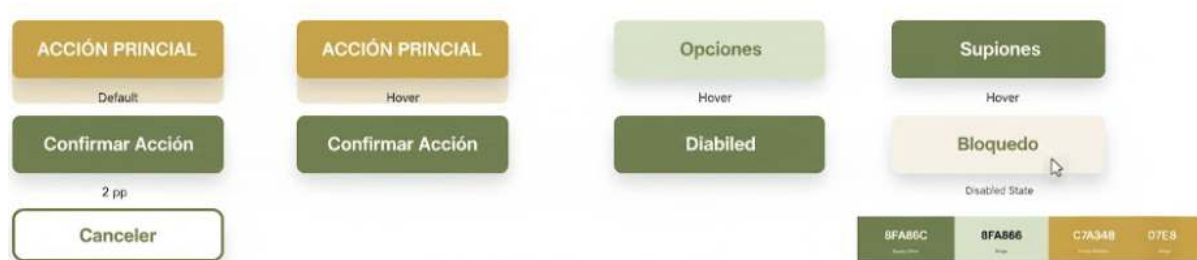 ACCIÓN PRINCIAL
ACCIÓN PRINCIAL
Opciones
Supiones
Default
Hover
Hover
Hover
Confirmar Acción
Confirmar Acción
Diabiled
Bloquedo
2 pp
Disabled State
Canceler
8FA86C
8FA866
C7A348
07E8